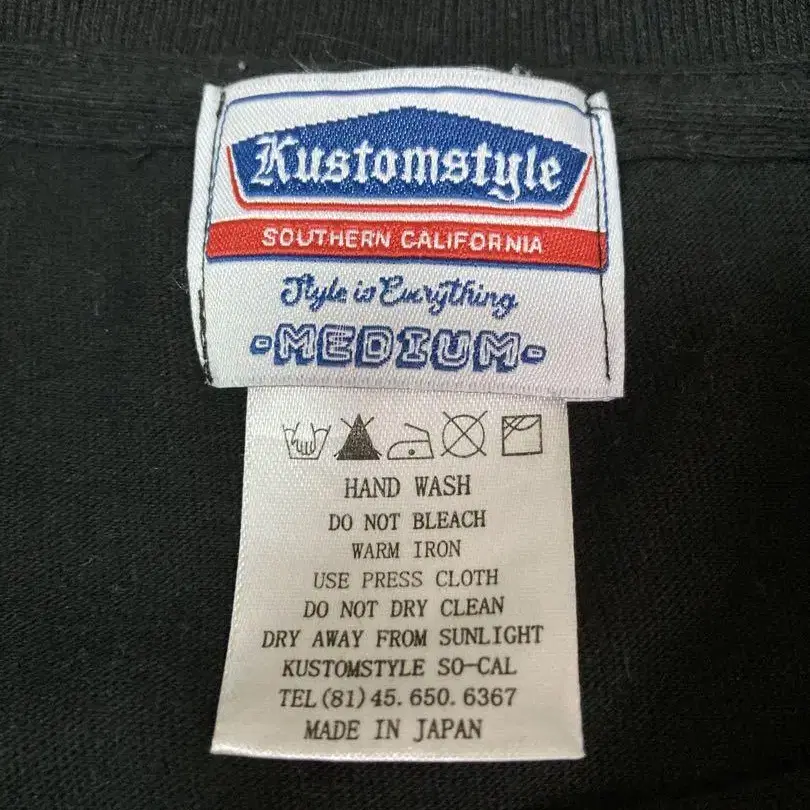 Kustomstyle
SOUTHERN CALIFORNIA
Style is Everything
-MEDIUM-
HAND WASH
DO NOT BLEACH
WARM IRON
USE PRESS CLOTH
DO NOT DRY CLEAN
DRY AWAY FROM SUNLIGHT
KUSTOMSTYLE SO-CAL
TEL(81)45.650.6367
MADE IN JAPAN